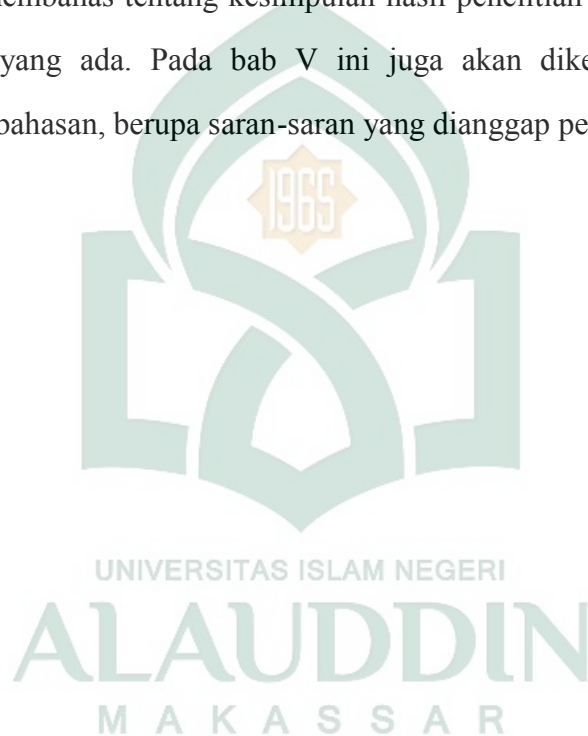 membahas tentang kesimpulan hasil penelitian
yang ada. Pada bab V ini juga akan dike
bahasan, berupa saran-saran yang dianggap pe
1965
UNIVERSITAS ISLAM NEGERI
ALAUDDIN
MAKASSAR